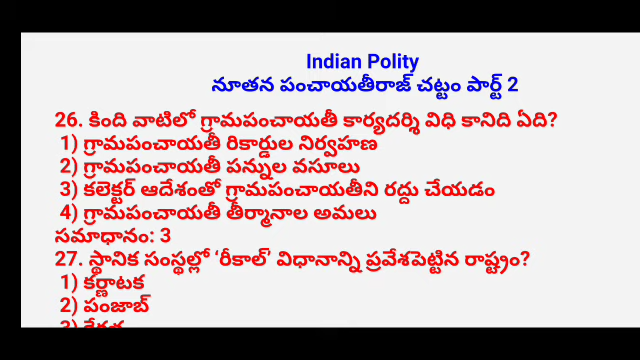 Indian Polity
నూతన పంచాయతీరాజ్ చట్టం పార్ట్ 2
26. కింది వాటిలో గ్రామపంచాయతీ కార్యదర్శి విధి కానిది ఏది?
1) గ్రామపంచాయతీ రికార్డుల నిర్వహణ
2) గ్రామపంచాయతీ పన్నుల వసూలు
3) కలెక్టర్ ఆదేశంతో గ్రామపంచాయతీని రద్దు చేయడం
4) గ్రామపంచాయతీ తీర్మానాల అమలు
సమాధానం: 3
27. స్థానిక సంస్థల్లో ‘రీకాల్’ విధానాన్ని ప్రవేశపెట్టిన రాష్ట్రం?
1) కర్ణాటక
2) పంజాబ్
3)